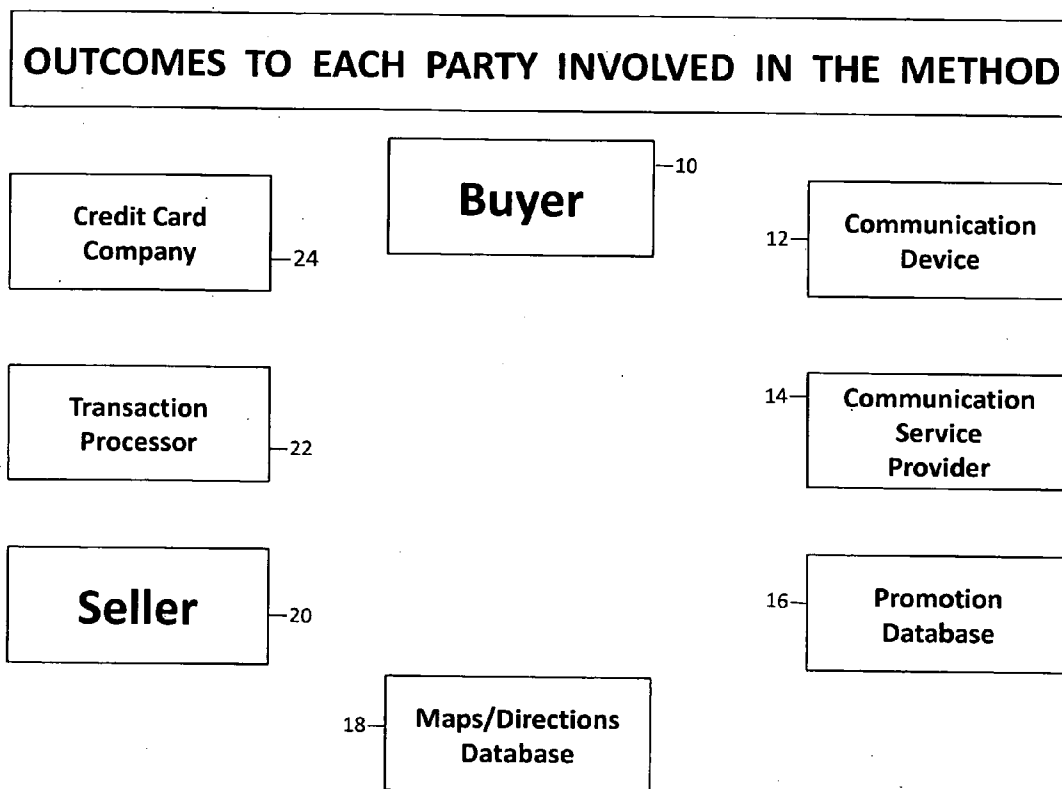 OUTCOMES TO EACH PARTY INVOLVED IN THE METHOD
Buyer
10
Credit Card
Company
24
12
Communication
Device
Transaction
Processor
22
14
Communication
Service
Provider
Seller
20
16
Promotion
Database
18
Maps/Directions
Database